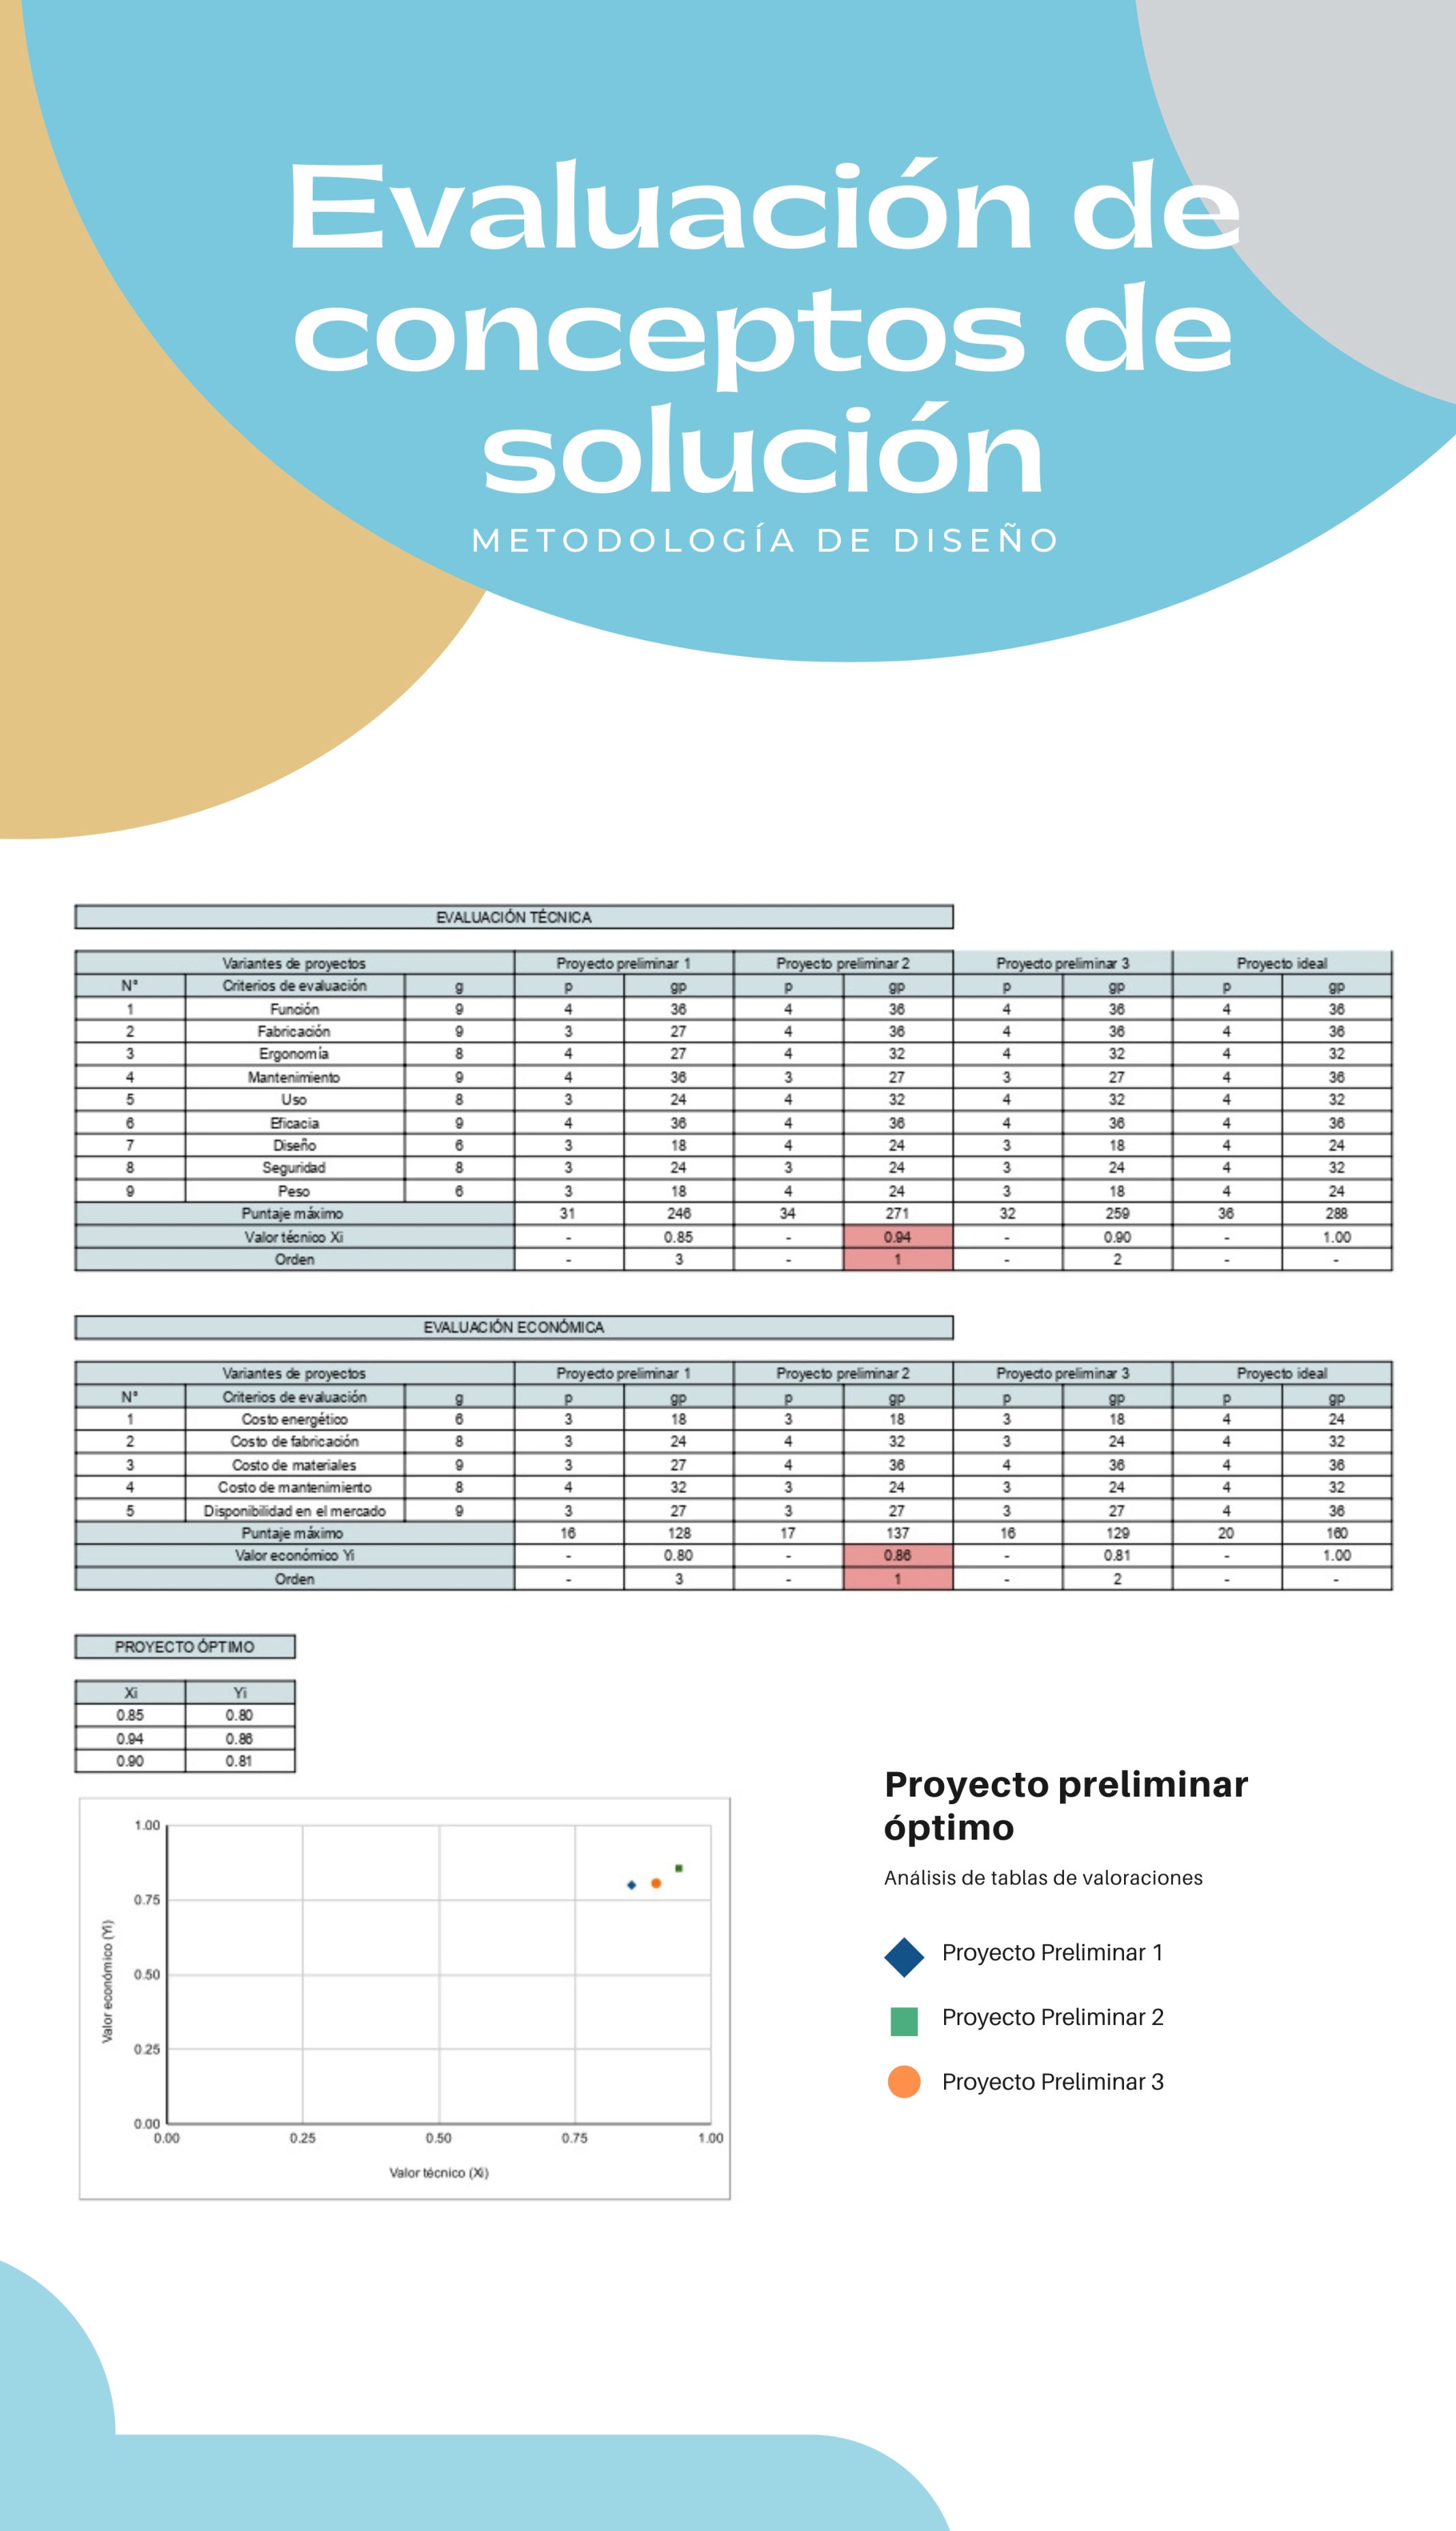 Evaluación de
conceptos de
solución
METODOLOGÍA DE DISEÑO
EVALUACIÓN TÉCNICA
Variantes de proyectos Proyecto preliminar 1 Proyecto preliminar 2 Proyecto preliminar 3 Proyecto ideal
N° Criterios de evaluación g p gp p gp p gp p gp
1 Función 9 4 36 4 36 4 36 4 36
2 Fabricación 9 3 27 4 36 4 36 4 36
3 Ergonomía 8 4 27 4 32 4 32 4 32
4 Mantenimiento 9 4 36 3 27 3 27 4 36
5 Uso 8 3 24 4 32 4 32 4 32
6 Eficacia 9 4 36 4 36 4 36 4 36
7 Diseño 6 3 18 4 24 3 18 4 24
8 Seguridad 8 3 24 3 24 3 24 4 32
9 Peso 6 3 18 4 24 3 18 4 24
Puntaje máximo 31 246 34 271 32 259 36 288
Valor técnico Xi - 0.85 - 0.94 - 0.90 - 1.00
Orden - 3 - 1 - 2 - -
EVALUACIÓN ECONÓMICA
Variantes de proyectos Proyecto preliminar 1 Proyecto preliminar 2 Proyecto preliminar 3 Proyecto ideal
N° Criterios de evaluación g p gp p gp p gp p gp
1 Costo energético 6 3 18 3 18 3 18 4 24
2 Costo de fabricación 8 3 24 4 32 3 24 4 32
3 Costo de materiales 9 3 27 4 36 4 36 4 36
4 Costo de mantenimiento 8 4 32 3 24 3 24 4 32
5 Disponibilidad en el mercado 9 3 27 3 27 3 27 4 36
Puntaje máximo 16 128 17 137 16 129 20 160
Valor económico Yi - 0.80 - 0.86 - 0.81 - 1.00
Orden - 3 - 1 - 2 - -
PROYECTO ÓPTIMO
Xi Yi
0.85 0.80
0.94 0.86
0.90 0.81
1.00
0.75
0.50
0.25
0.00
Valor económico (Yi)
0.00 0.25 0.50 0.75 1.00
Valor técnico (Xi)
Proyecto preliminar
óptimo
Análisis de tablas de valoraciones
Proyecto Preliminar 1
Proyecto Preliminar 2
Proyecto Preliminar 3